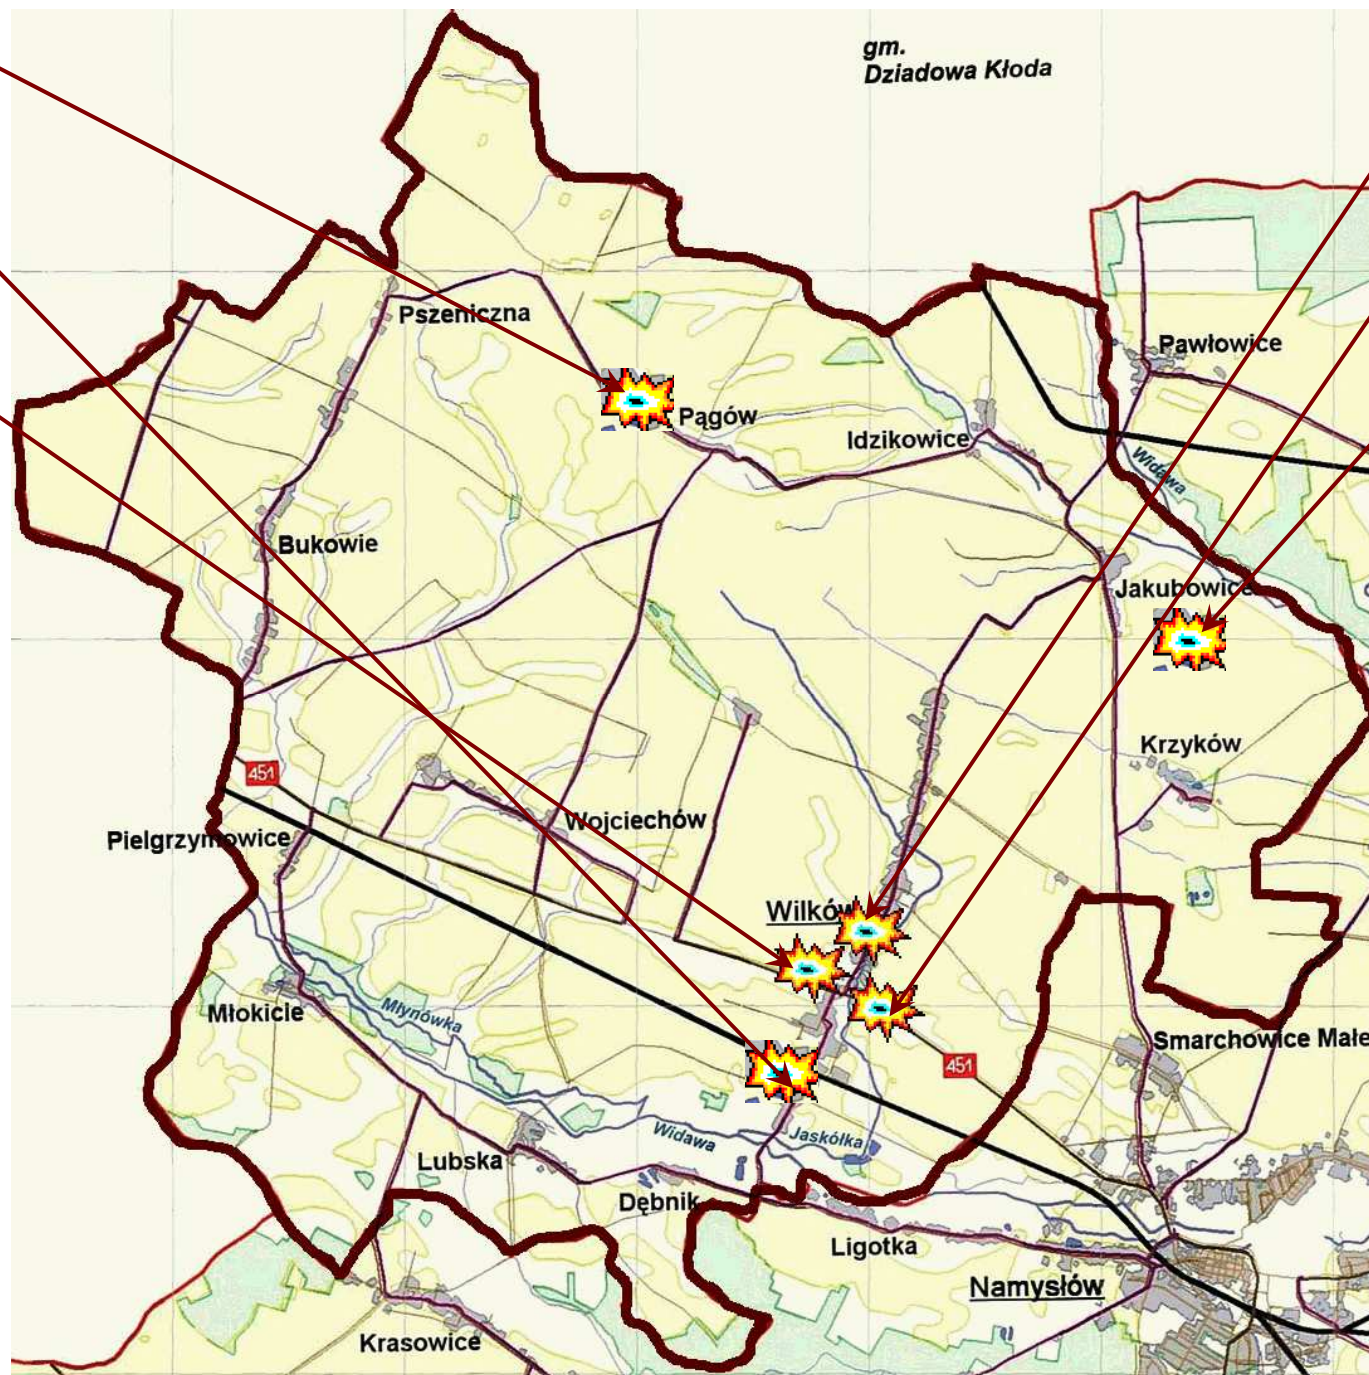 gm.
Dziadowa Kłoda
Pszeniczna
Pawłowice
Pągów
Idzikowice
Widawa
Bukowie
Jakubowice
Krzyków
451
Wojciechów
Pielgrzymowice
Wilków
Młokicie
Młynówka
Smarchowice Małe
451
Widawa
Jaskółka
Lubska
Dębnik
Ligotka
Namysłów
Krasowice